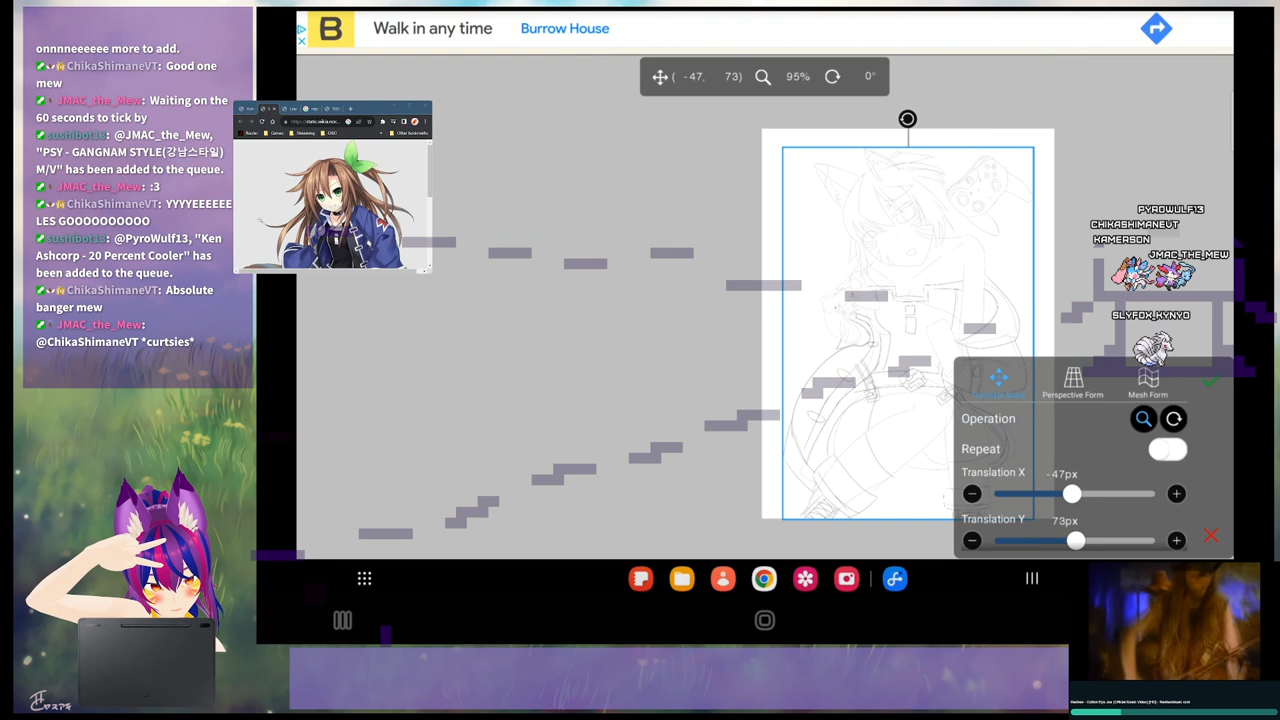 onnnneeeeee more to add.
ChikaShimaneVT: Good one
mew
JMAC_the_Mew: Waiting on the
60 seconds to tick by
sushibot13: @JMAC_the_Mew,
"PSY - GANGNAM STYLE(강남스타일)
M/V" has been added to the queue.
JMAC_the_Mew: :3
ChikaShimaneVT: YYYYEEEEEE
LES GOOOOOOOOOO
sushibot13: @PyroWulf13, "Ken
Ashcorp - 20 Percent Cooler" has
been added to the queue.
ChikaShimaneVT: Absolute
banger mew
JMAC_the_Mew:
@ChikaShimaneVT *curtsies*
B
Walk in any time
Burrow House
( -47, 73)
95%
0°
Other bookmarks
PYROWULF13
CHIKASHIMANEVT
KAMERSON
JMAC_THE_MEW
SLYFOX_KYNYO
Perspective Form
Mesh Form
Operation
Repeat
Translation X
-47px
Translation Y
73px